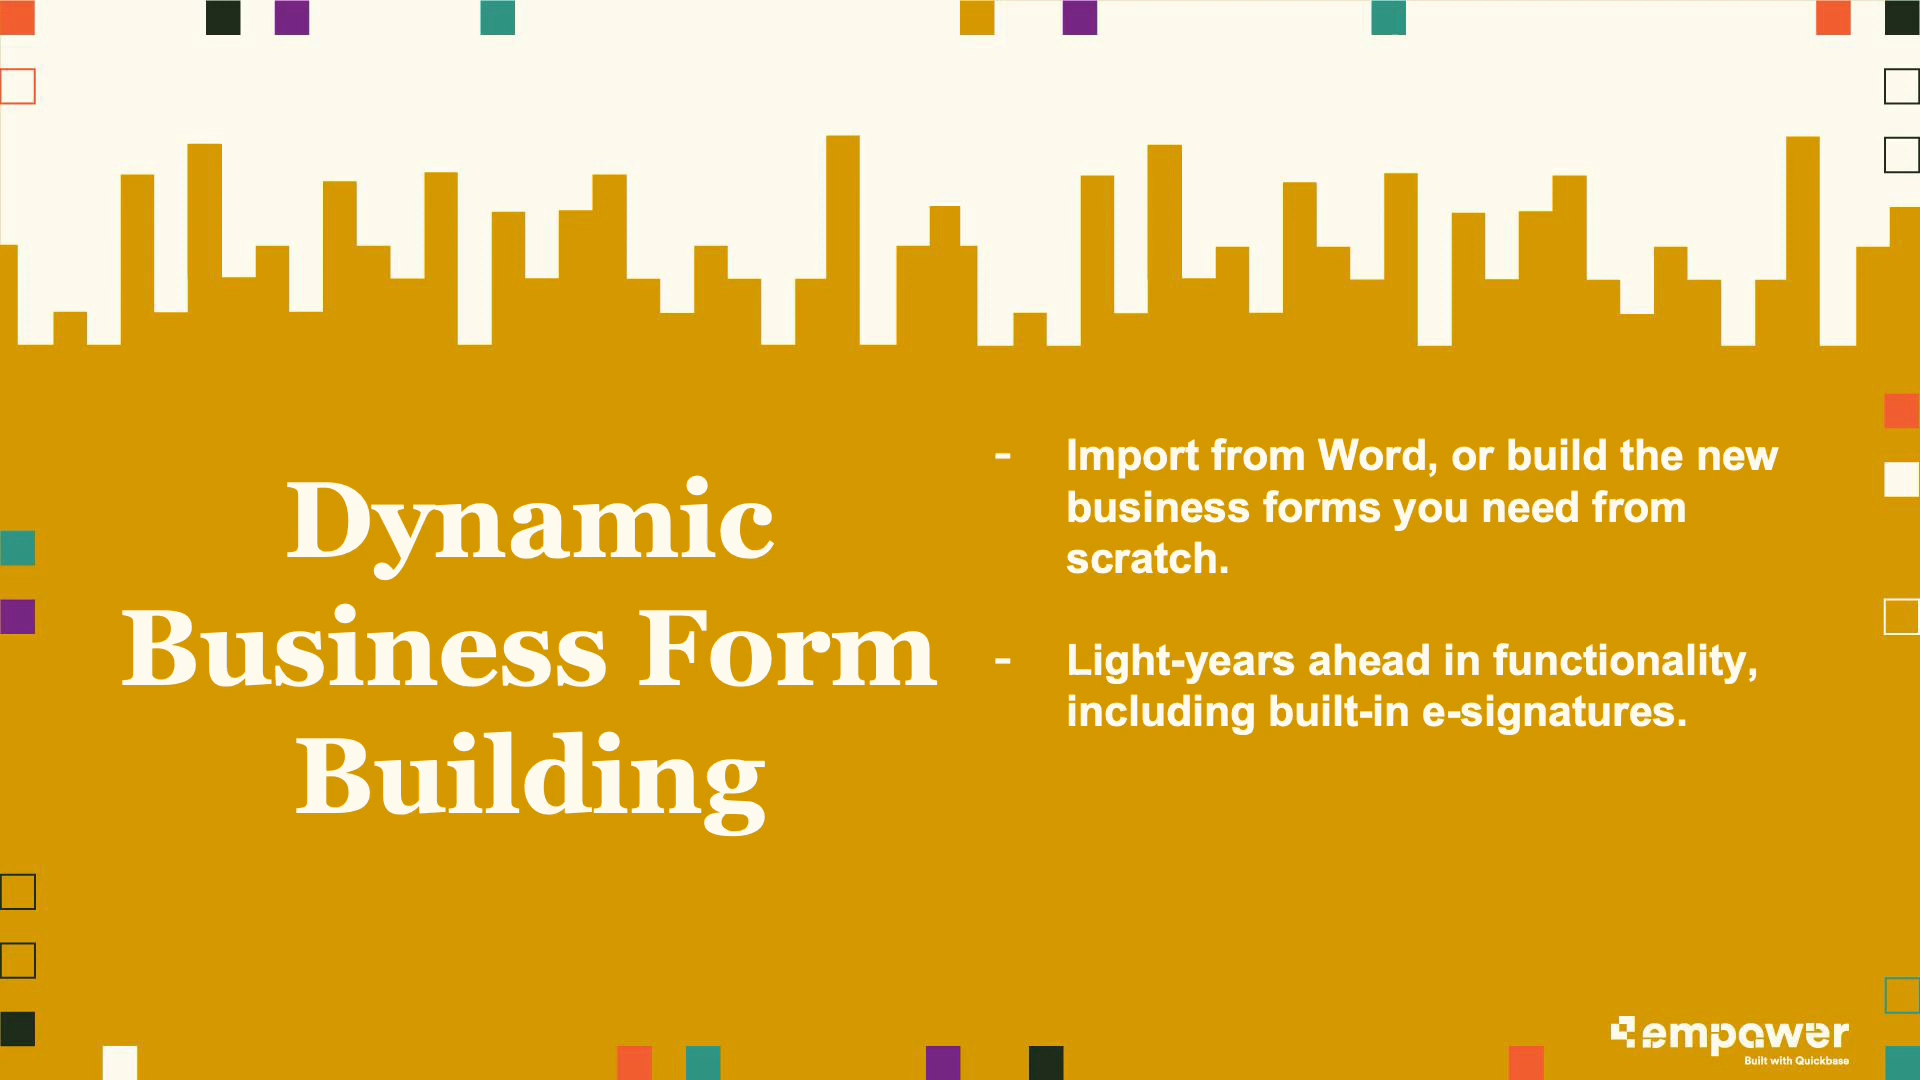 Dynamic
Business Form
Building
- Import from Word, or build the new
business forms you need from
scratch.
- Light-years ahead in functionality,
including built-in e-signatures.
empower
Built with Quickbase